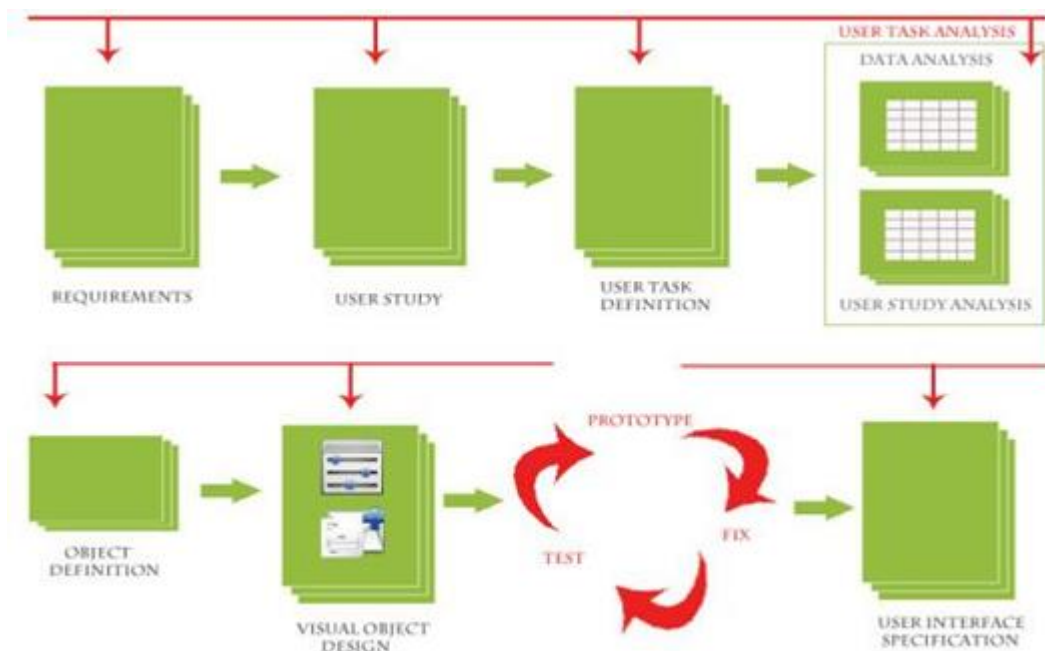 USER TASK ANALYSIS
DATA ANALYSIS
REQUIREMENTS
USER STUDY
USER TASK
DEFINITION
USER STUDY ANALYSIS
PROTOTYPE
FIX
TEST
OBJECT
DEFINITION
VISUAL OBJECT
DESIGN
USER INTERFACE
SPECIFICATION